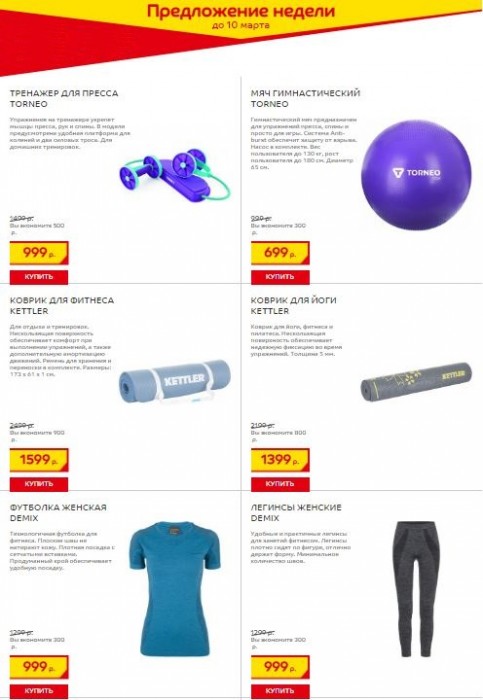 Предложение недели
до 10 марта
ТРЕНАЖЕР ДЛЯ ПРЕССА
TORNEO
Упражнения на тренажере укрепят
мышцы пресса, рук и спины. В модели
предусмотрены удобная платформа для
коленей и два силовых троса. Для
домашних тренировок.
1499 р.
Вы экономите 500
р.
999 р.
КУПИТЬ
МЯЧ ГИМНАСТИЧЕСКИЙ
TORNEO
Гимнастический мяч предназначен
для упражнений пресса, спины и
просто для игры. Система Anti-
burst обеспечит защиту от взрыва.
Насос в комплекте. Вес
пользователя до 130 кг, рост
пользователя до 180 см. Диаметр
65 см.
TORNEO
999 р.
Вы экономите 300
р.
699 р.
КУПИТЬ
КОВРИК ДЛЯ ФИТНЕСА
KETTLER
Для отдыха и тренировок.
Нескользящая поверхность
обеспечивает комфорт при
выполнении упражнений, а также
дополнительную амортизацию
движений. Ремень для хранения и
переноски в комплекте. Размеры:
173 x 61 x 1 см.
KETTLER
2499 р.
Вы экономите 900
р.
1599 р.
КУПИТЬ
КОВРИК ДЛЯ ЙОГИ
KETTLER
Коврик для йоги, фитнеса и
пилатеса. Нескользящая
поверхность обеспечивает
надежную фиксацию во время
упражнений. Толщина 5 мм.
KETTLER
2199 р.
Вы экономите 800
р.
1399 р.
КУПИТЬ
ФУТБОЛКА ЖЕНСКАЯ
DEMIX
Технологичная футболка для
фитнеса. Плоские швы не
натирают кожу. Плотная посадка с
сетчатыми вставками.
Продуманный крой обеспечивает
удобную посадку.
1299 р.
Вы экономите 300
р.
999 р.
КУПИТЬ
ЛЕГИНСЫ ЖЕНСКИЕ
DEMIX
Удобные и практичные легинсы
для занятий фитнесом. Легинсы
плотно сидят по фигуре, отлично
держат форму. Минимальное
количество швов.
1299 р.
Вы экономите 300
р.
999 р.
КУПИТЬ